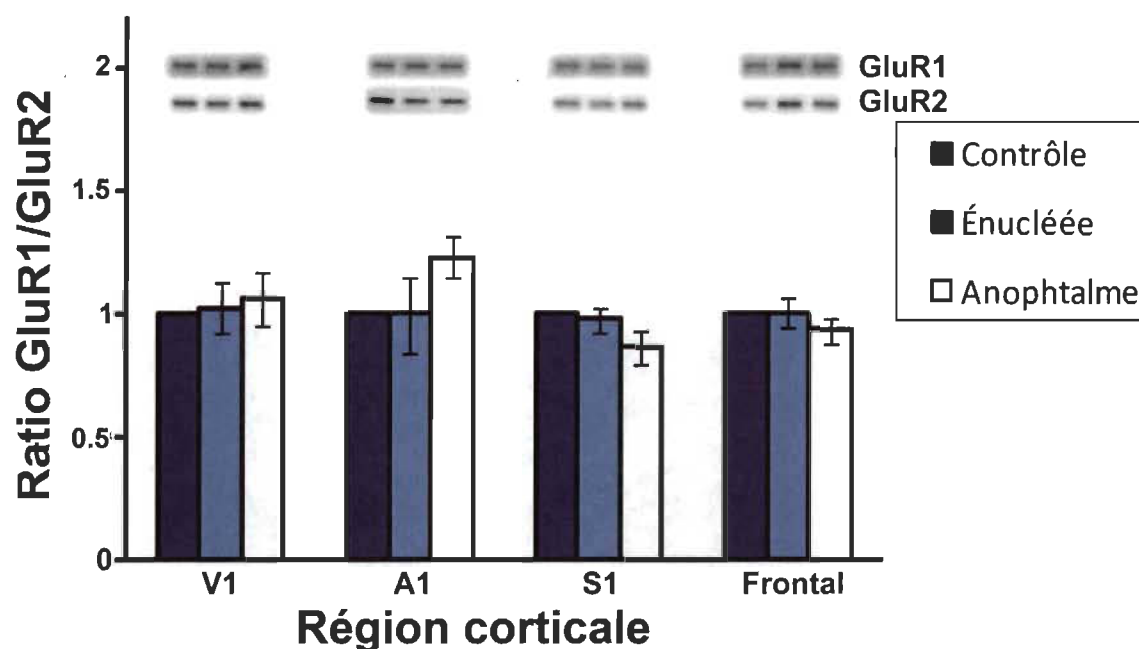 GluR1
GluR2
Contrôle
Énucléée
Anophtalme
Ratio GluR1/GluR2
2
1.5
1
0.5
0
V1 A1 S1 Frontal
Région corticale